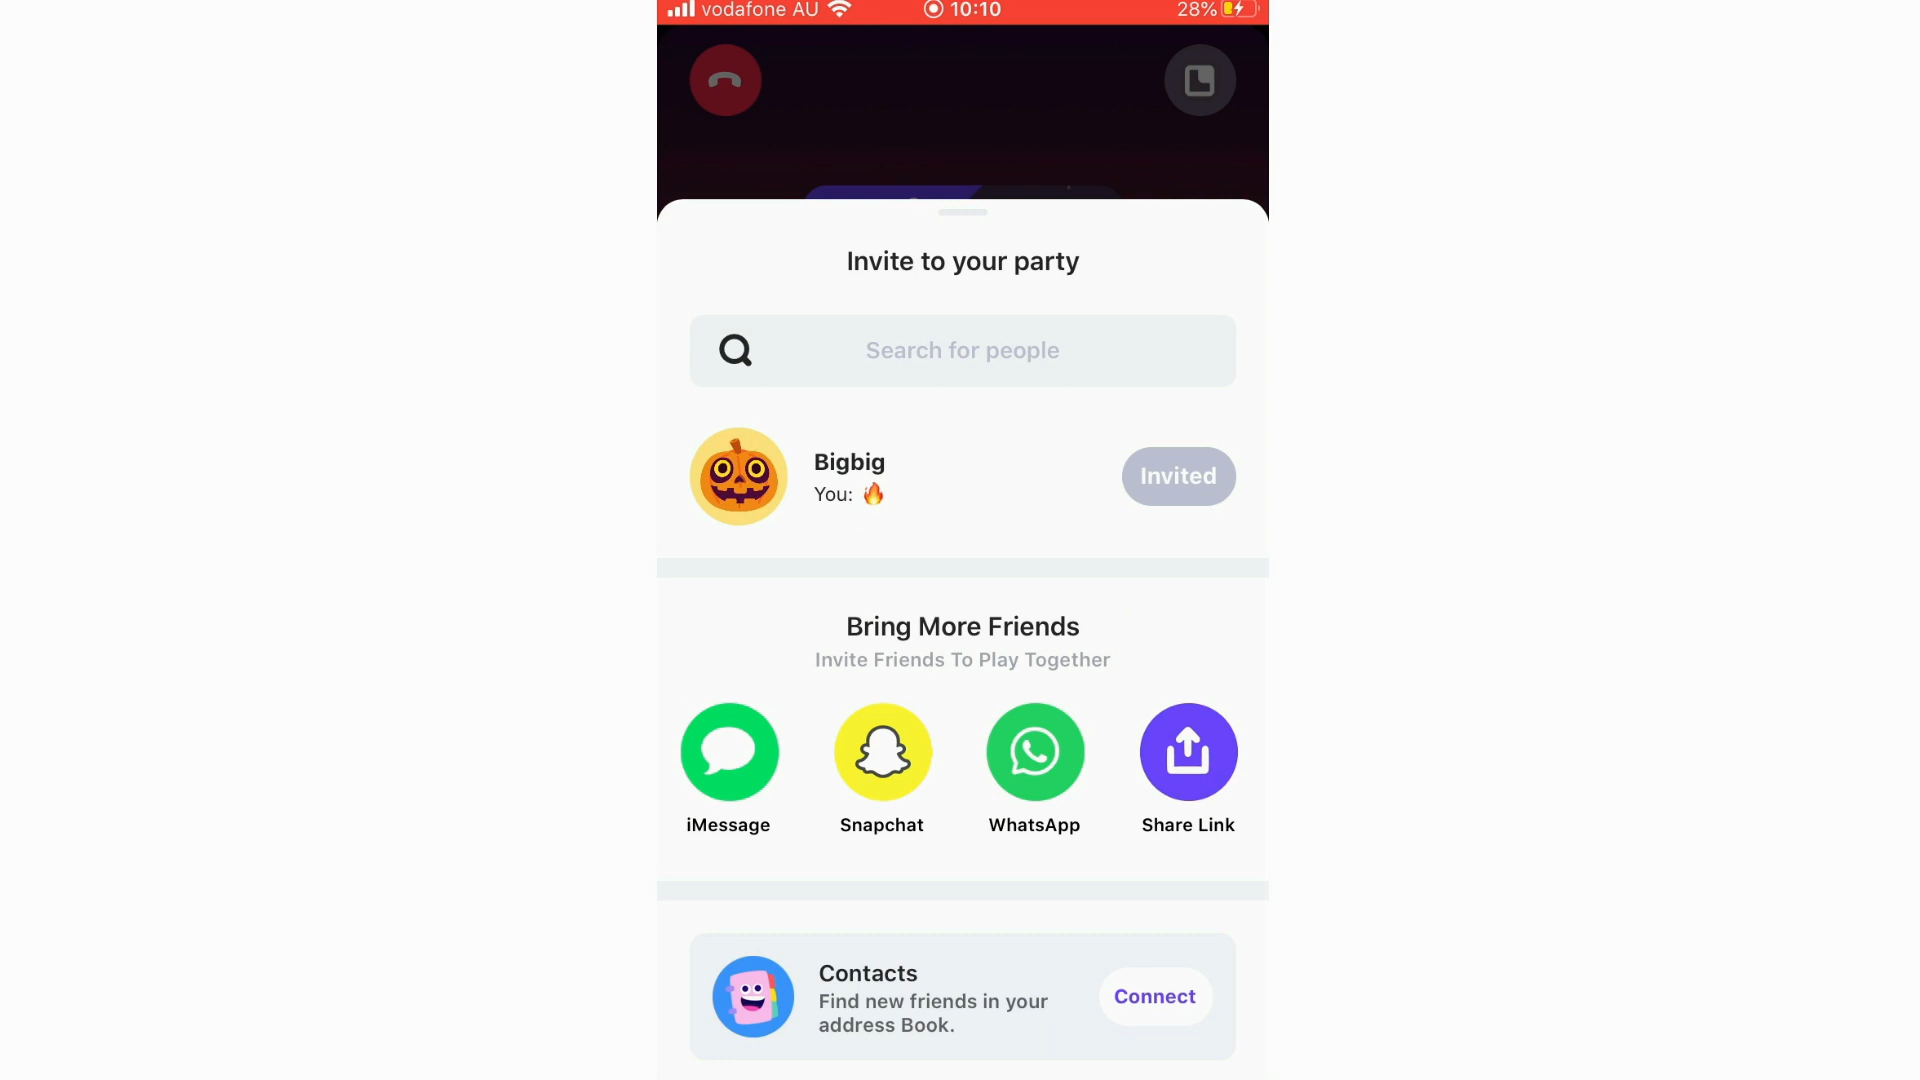 vodafone AU 10:10 28%
Invite to your party
Search for people
Bigbig
You: 🔥
Invited
Bring More Friends
Invite Friends To Play Together
iMessage Snapchat WhatsApp Share Link
Contacts
Find new friends in your
address Book.
Connect